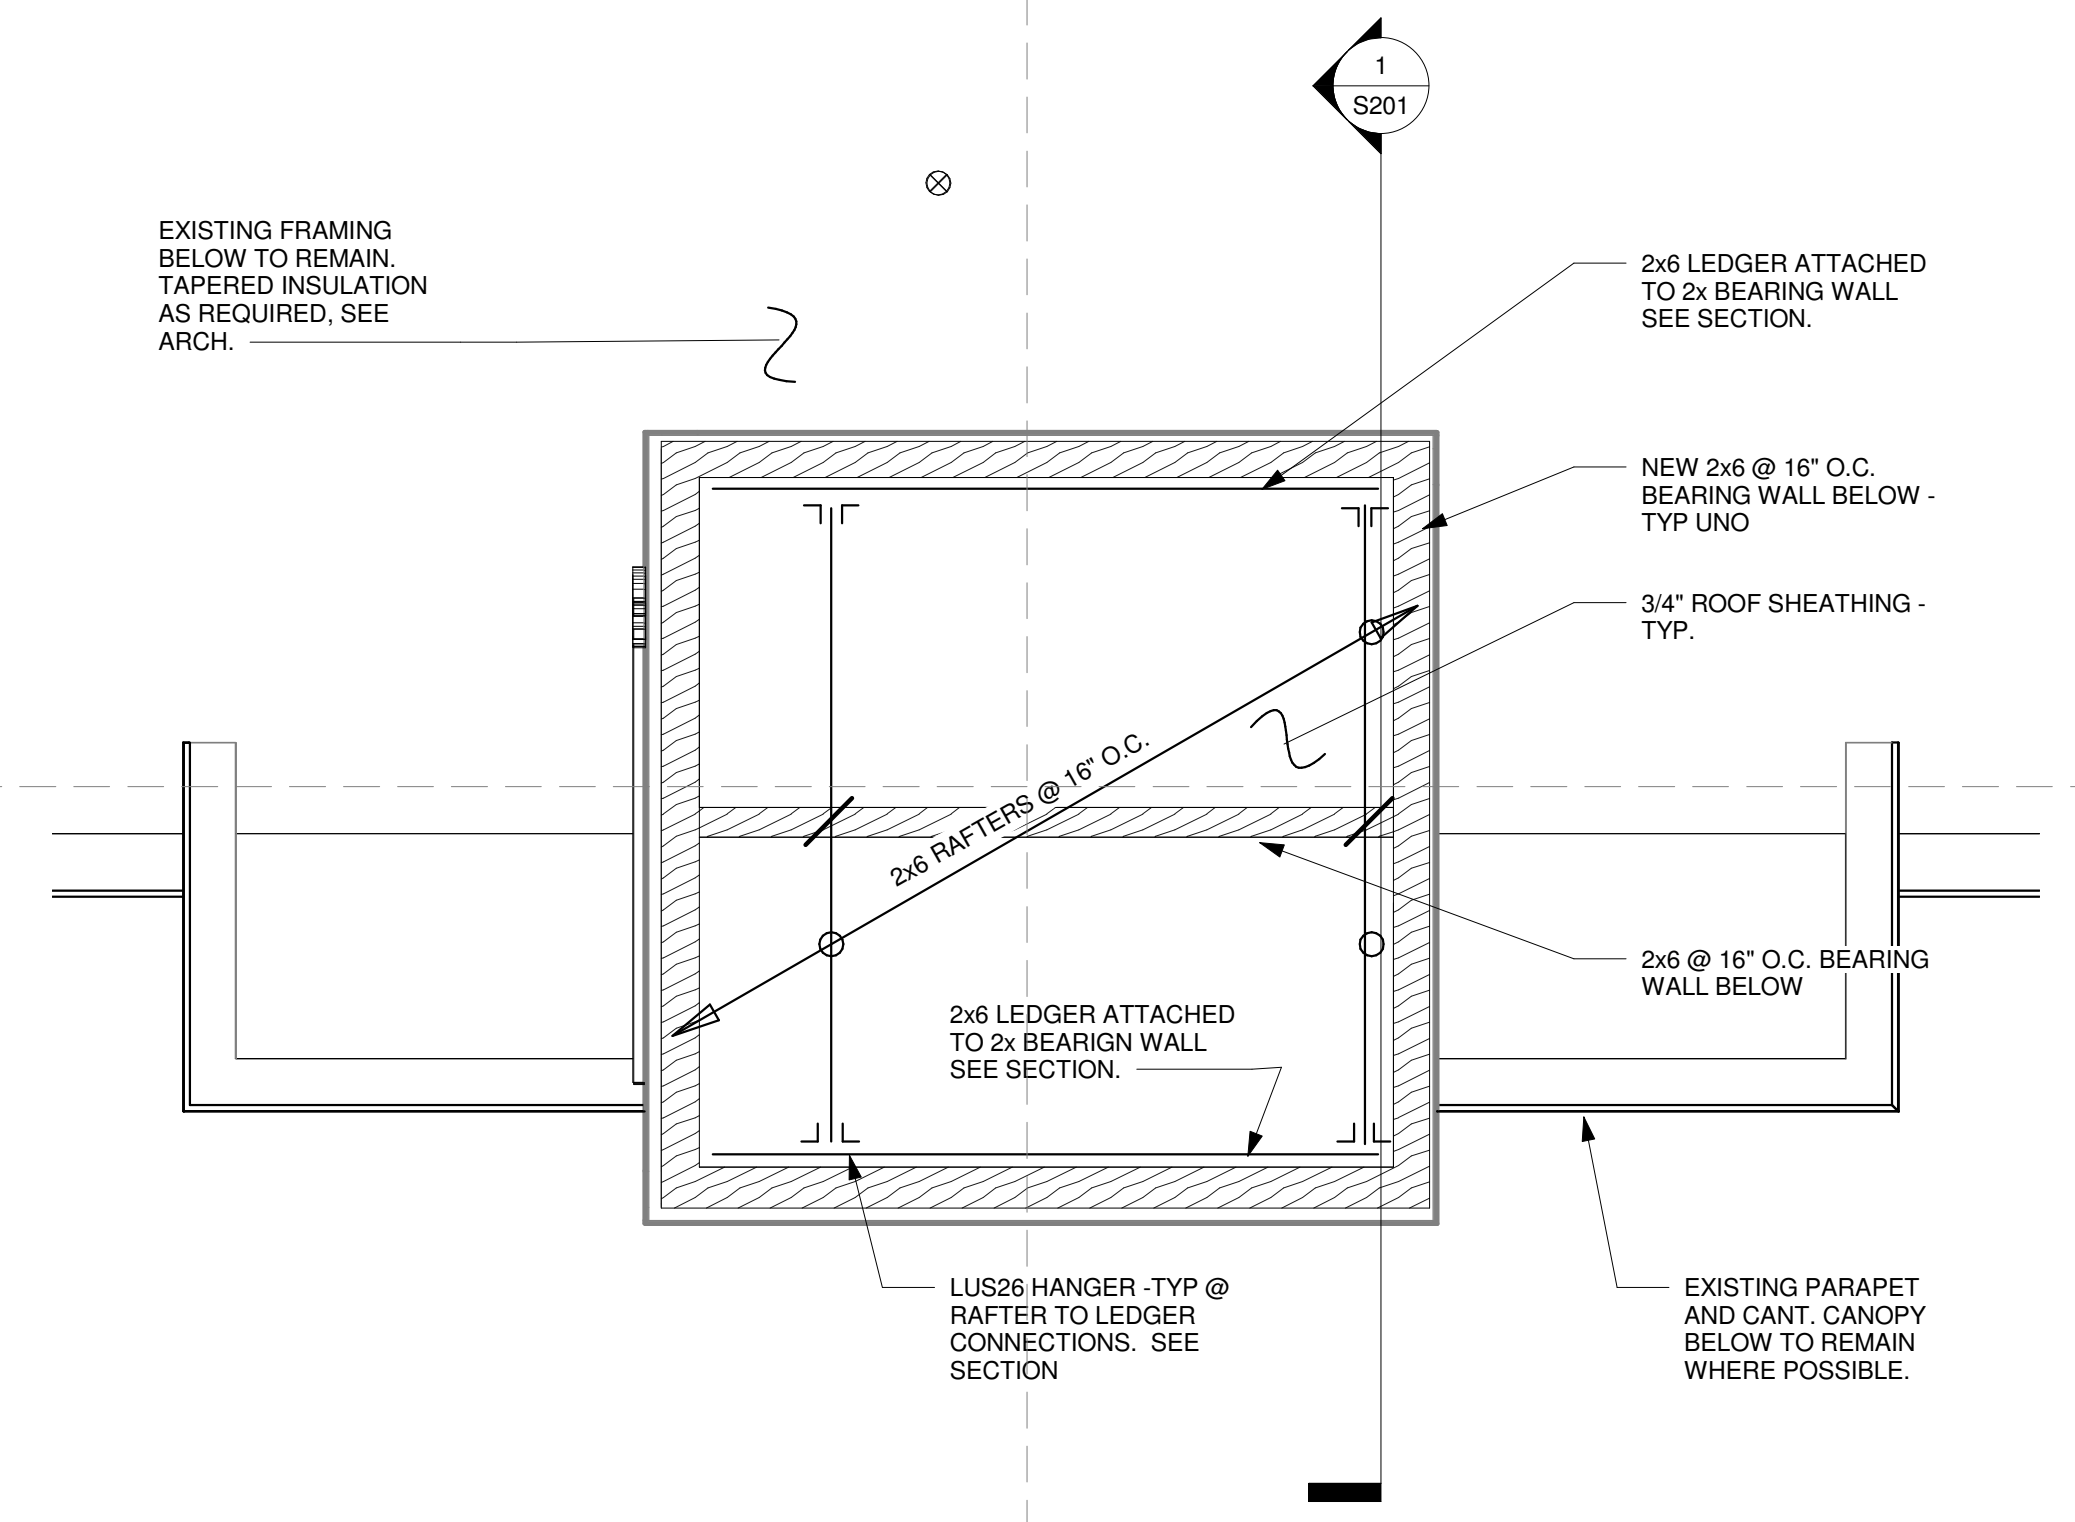 1
S201
EXISTING FRAMING
BELOW TO REMAIN.
TAPERED INSULATION
AS REQUIRED, SEE
ARCH.
2x6 LEDGER ATTACHED
TO 2x BEARING WALL
SEE SECTION.
NEW 2x6 @ 16" O.C.
BEARING WALL BELOW -
TYP UNO
3/4" ROOF SHEATHING -
TYP.
2x6 RAFTERS @ 16" O.C.
2x6 @ 16" O.C. BEARING
WALL BELOW
2x6 LEDGER ATTACHED
TO 2x BEARIGN WALL
SEE SECTION.
LUS26 HANGER -TYP @
RAFTER TO LEDGER
CONNECTIONS.  SEE
SECTION
EXISTING PARAPET
AND CANT. CANOPY
BELOW TO REMAIN
WHERE POSSIBLE.